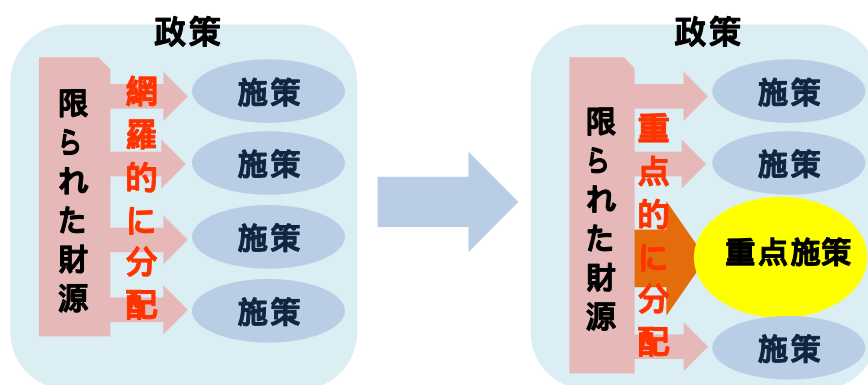 政策
限られた財源
網羅的に分配
施策
施策
施策
施策
政策
限られた財源
重点的に分配
施策
施策
重点施策
施策